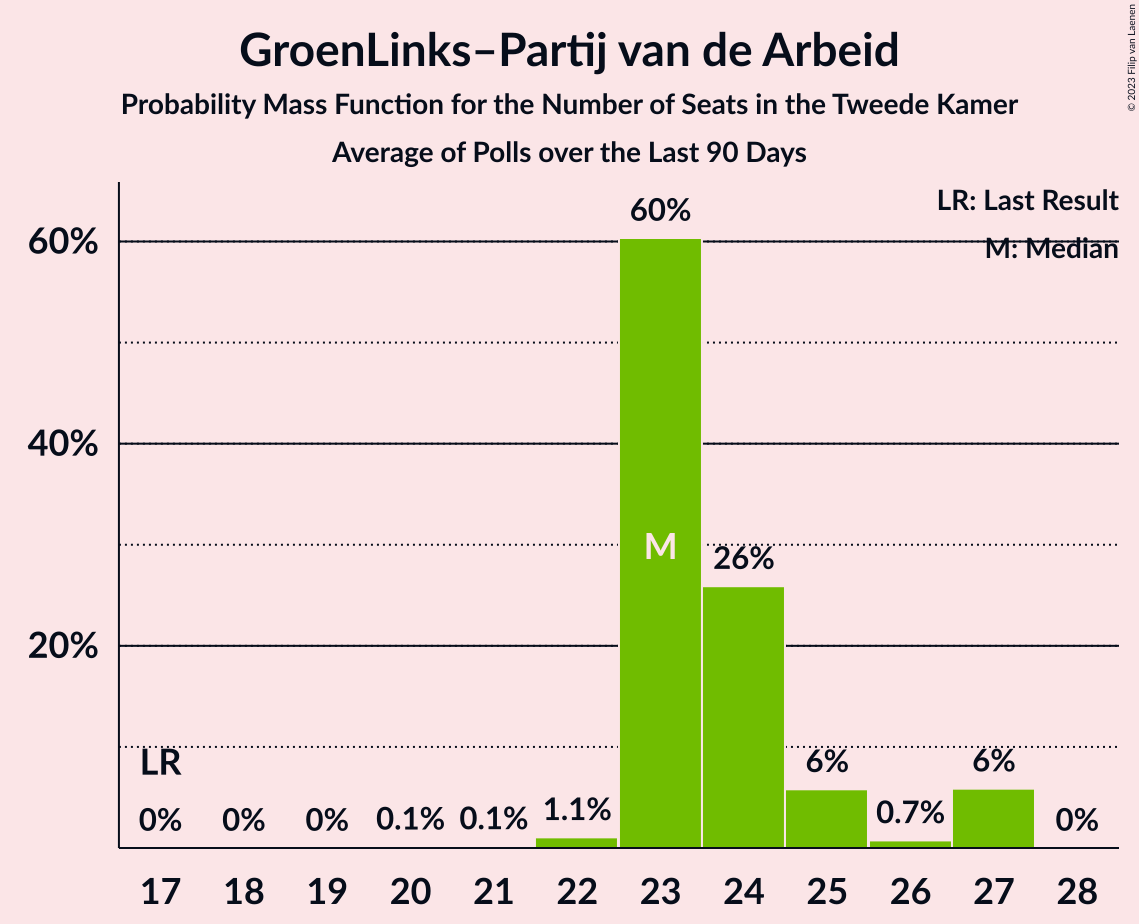 GroenLinks–Partij van de Arbeid
Probability Mass Function for the Number of Seats in the Tweede Kamer
Average of Polls over the Last 90 Days
© 2023 Filip van Laenen
LR: Last Result
M: Median
60%
40%
20%
60%
M
26%
LR
0%
0%
0%
0.1%
0.1%
1.1%
6%
0.7%
6%
0%
17 18 19 20 21 22 23 24 25 26 27 28